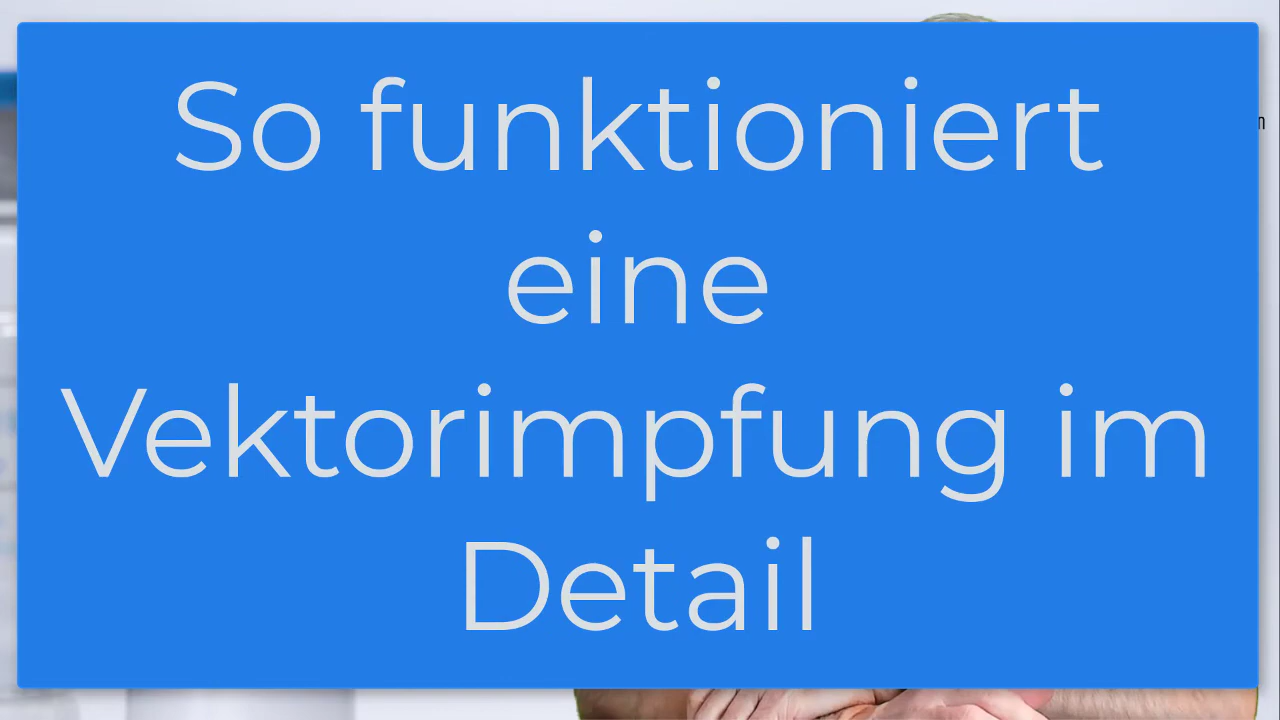 So funktioniert
eine
Vektorimpfung im
Detail